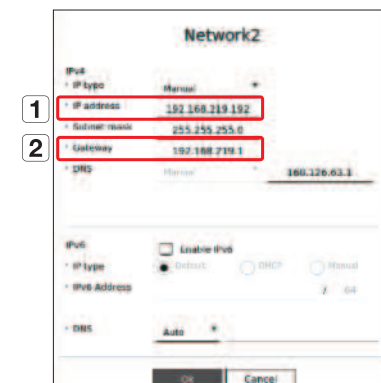 Network2
IPv4
IP type Manual
1 IP address 192.168.219.192
Subnet mask 255.255.255.0
2 Gateway 192.168.219.1
DNS Manual 168.126.63.1
IPv6 Enable IPv6
IP type Default DHCP Manual
IPv6 Address / 64
DNS Auto
OK Cancel